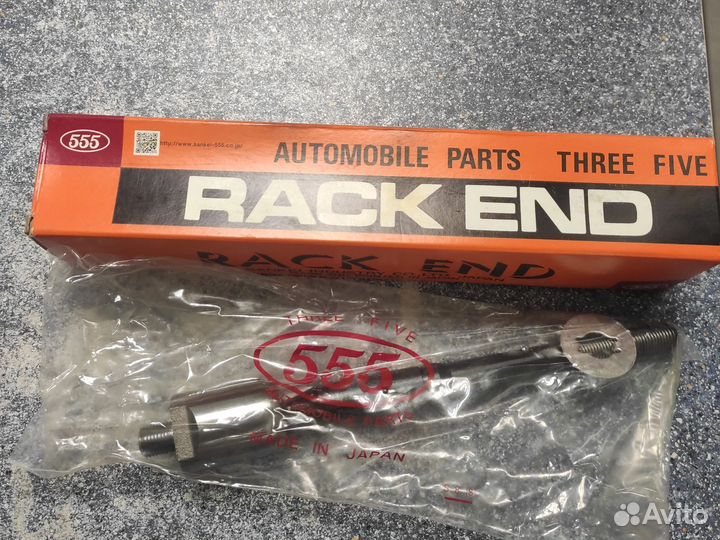 555
http://www.sankei-555.co.jp/
AUTOMOBILE PARTS THREE FIVE
RACK END
RACK END
THREE FIVE
555
AUTOMOBILE PARTS
MADE IN JAPAN
555
Avito